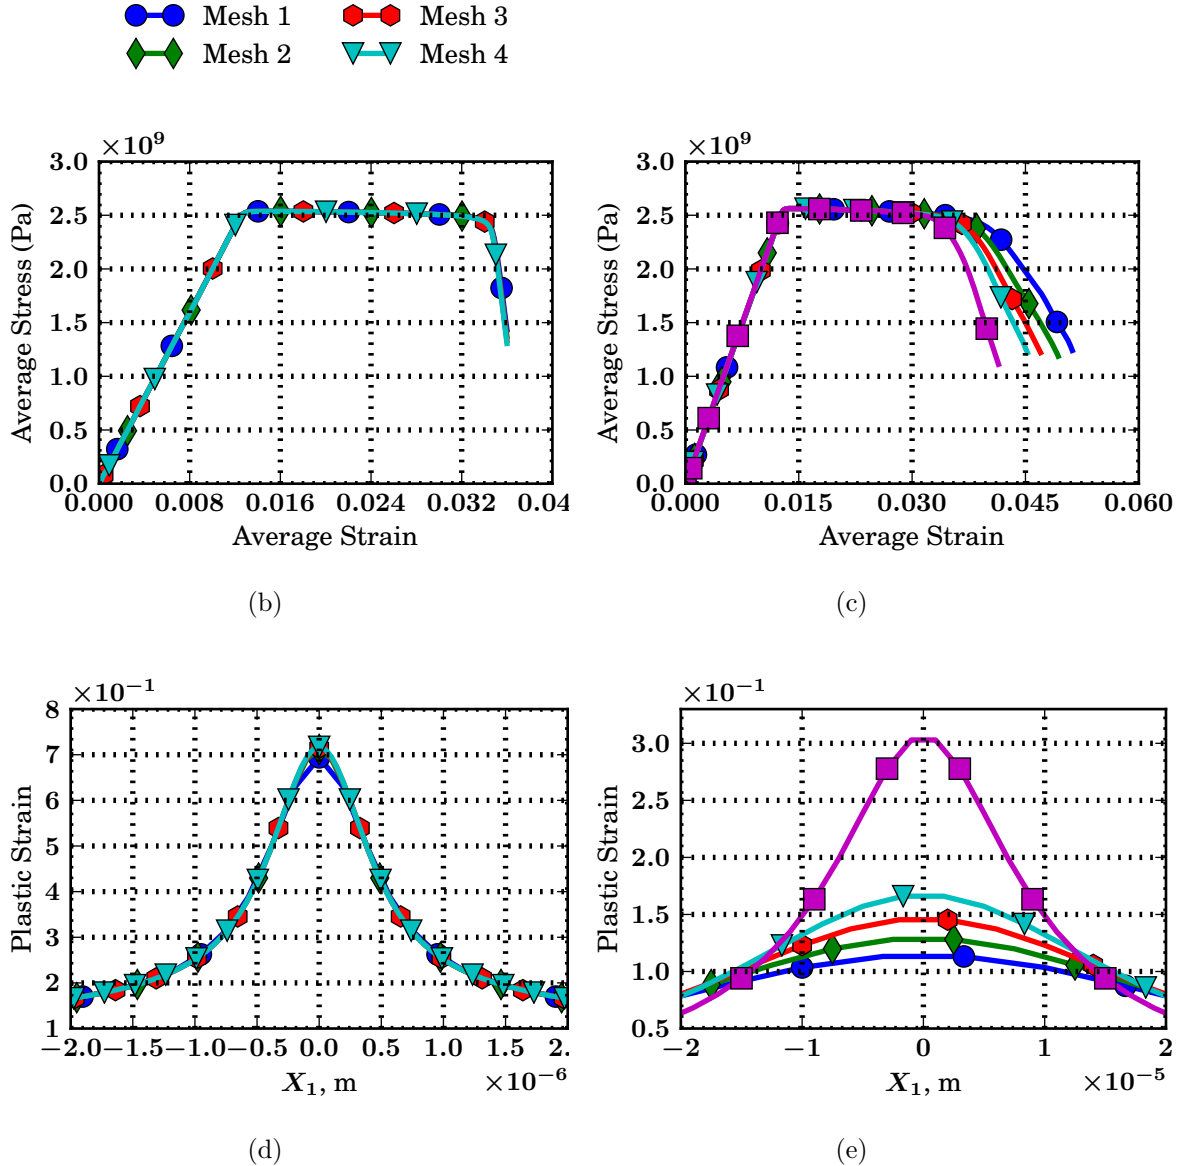 Mesh 1 Mesh 3
Mesh 2 Mesh 4
×10⁹
3.0
2.5
2.0
1.5
1.0
0.5
0.0
Average Stress (Pa)
0.000 0.008 0.016 0.024 0.032 0.04
Average Strain
(b)
×10⁹
3.0
2.5
2.0
1.5
1.0
0.5
0.0
Average Stress (Pa)
0.000 0.015 0.030 0.045 0.060
Average Strain
(c)
×10⁻¹
8
7
6
5
4
3
2
1
Plastic Strain
−2.0 −1.5 −1.0 −0.5 0.0 0.5 1.0 1.5 2.
X₁, m ×10⁻⁶
(d)
×10⁻¹
3.0
2.5
2.0
1.5
1.0
0.5
Plastic Strain
−2 −1 0 1 2
X₁, m ×10⁻⁵
(e)